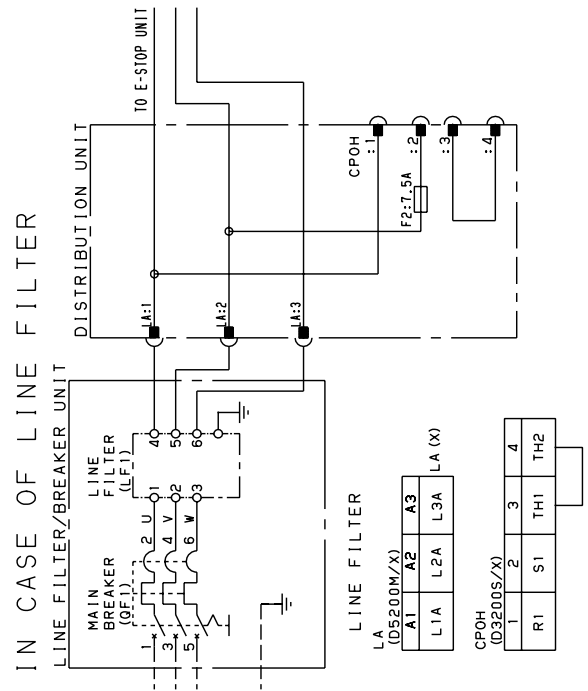 IN CASE OF LINE FILTER
LINE FILTER/BREAKER UNIT
DISTRIBUTION UNIT
TO E-STOP UNIT
MAIN
BREAKER
(QF1)
1
3
5
2
4
6
U
V
W
LINE
FILTER
(LF1)
1
2
3
4
5
6
LA:1
LA:2
LA:3
CPOH
:1
:2
:3
:4
F2:7.5A
LINE FILTER
LA
(D5200M/X)
A1 A2 A3
L1A L2A L3A
LA (X)
CPOH
(D3200S/X)
1 2 3 4
R1 S1 TH1 TH2